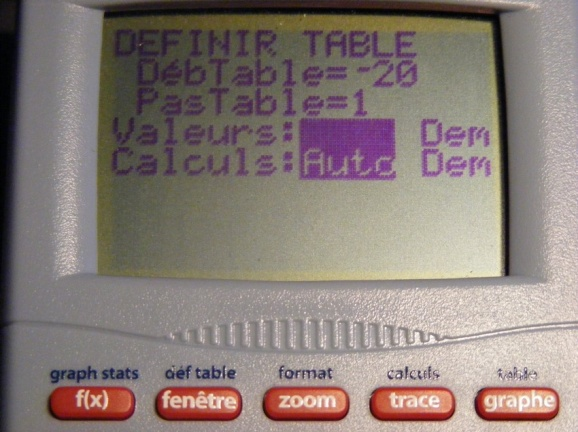 DEFINIR TABLE
DébTable=-20
PasTable=1
Valeurs: Dem
Calculs:Auto Dem
graph stats déf table format calculs table
f(x) fenêtre zoom trace graphe